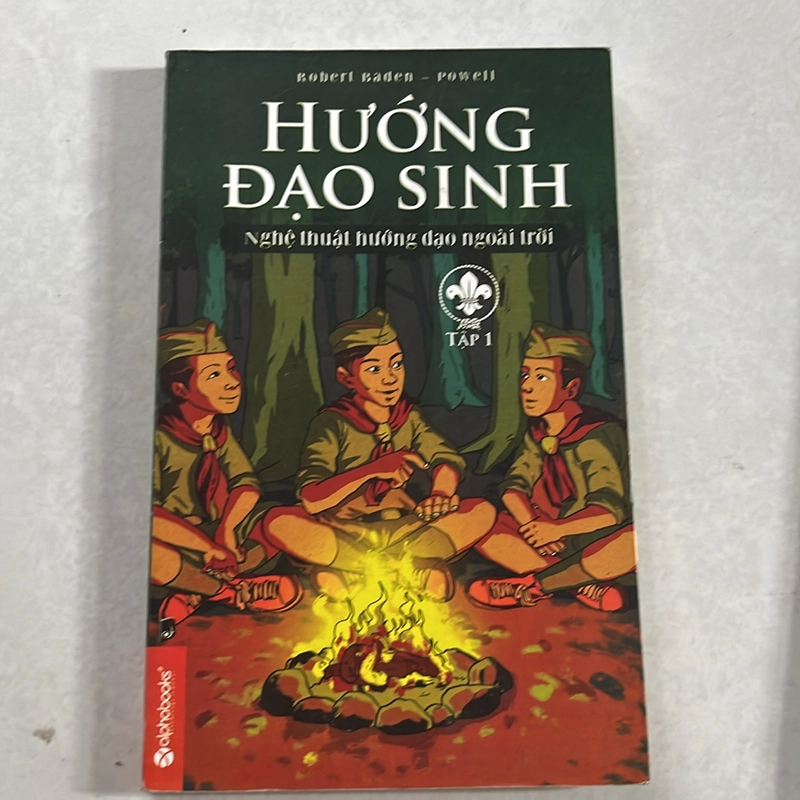 Robert Baden - Powell
HƯỚNG
ĐẠO SINH
Nghệ thuật hướng đạo ngoài trời
TẬP 1
alphabooks®